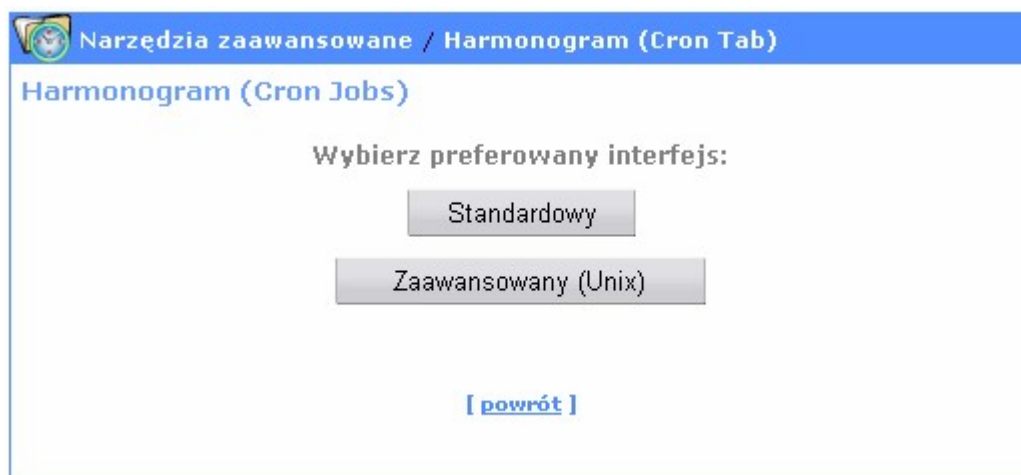 Narzędzia zaawansowane / Harmonogram (Cron Tab)
Harmonogram (Cron Jobs)
Wybierz preferowany interfejs:
Standardowy
Zaawansowany (Unix)
[ powrót ]